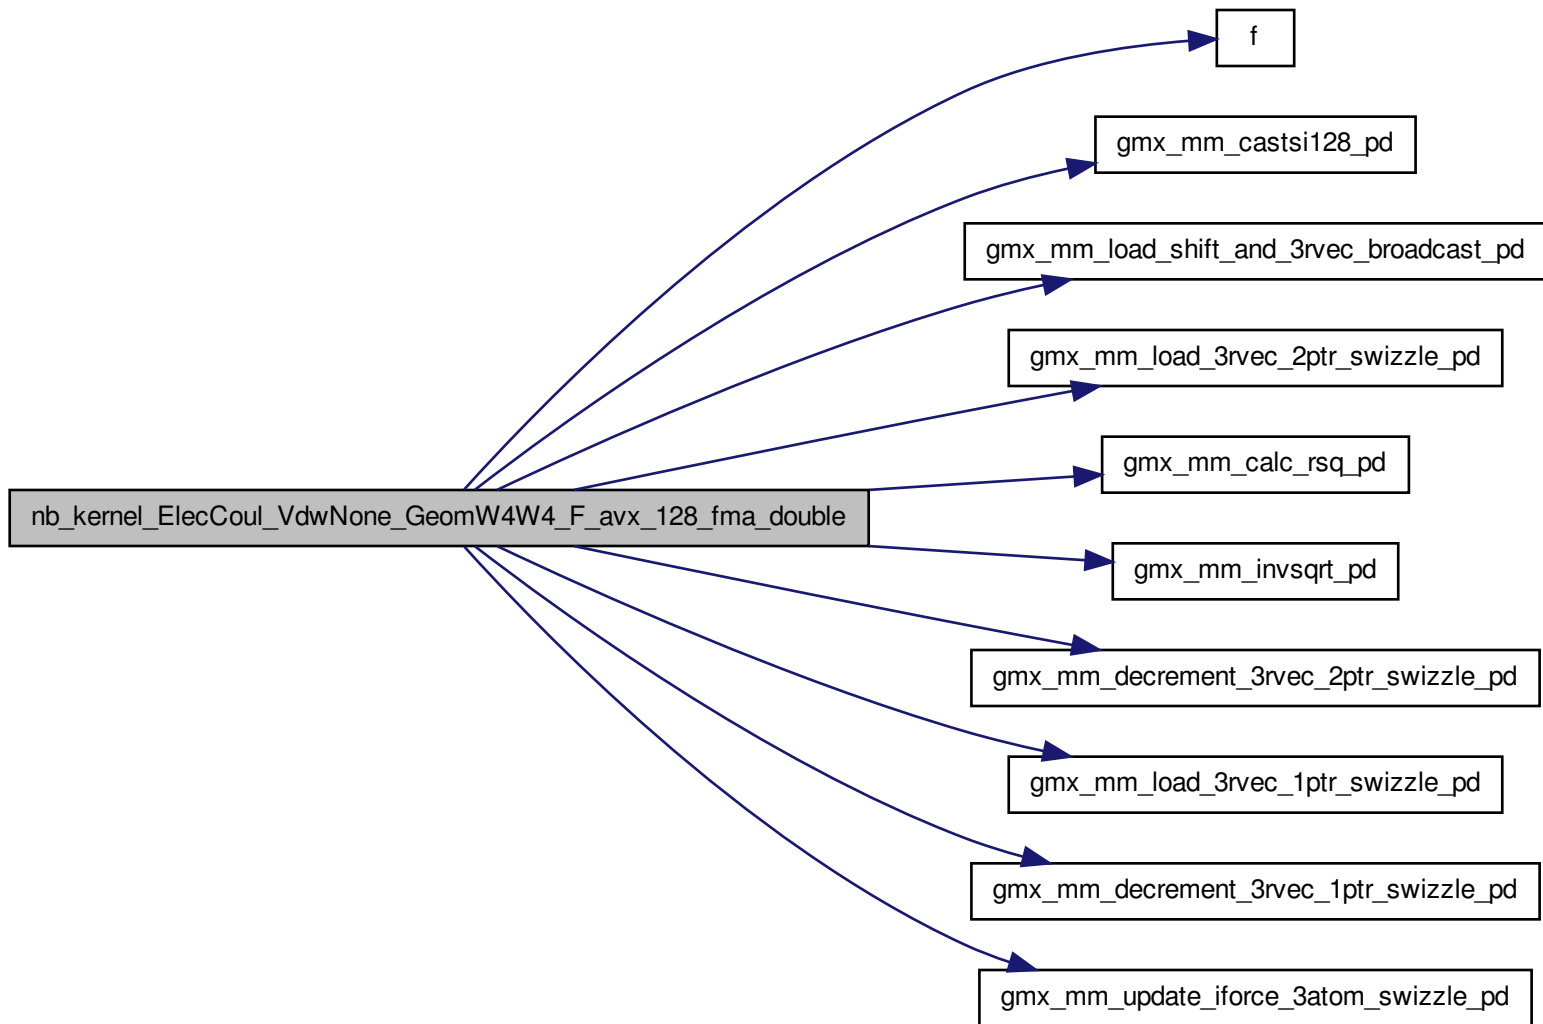 f
gmx_mm_castsi128_pd
gmx_mm_load_shift_and_3rvec_broadcast_pd
gmx_mm_load_3rvec_2ptr_swizzle_pd
gmx_mm_calc_rsq_pd
nb_kernel_ElecCoul_VdwNone_GeomW4W4_F_avx_128_fma_double
gmx_mm_invsqrt_pd
gmx_mm_decrement_3rvec_2ptr_swizzle_pd
gmx_mm_load_3rvec_1ptr_swizzle_pd
gmx_mm_decrement_3rvec_1ptr_swizzle_pd
gmx_mm_update_iforce_3atom_swizzle_pd